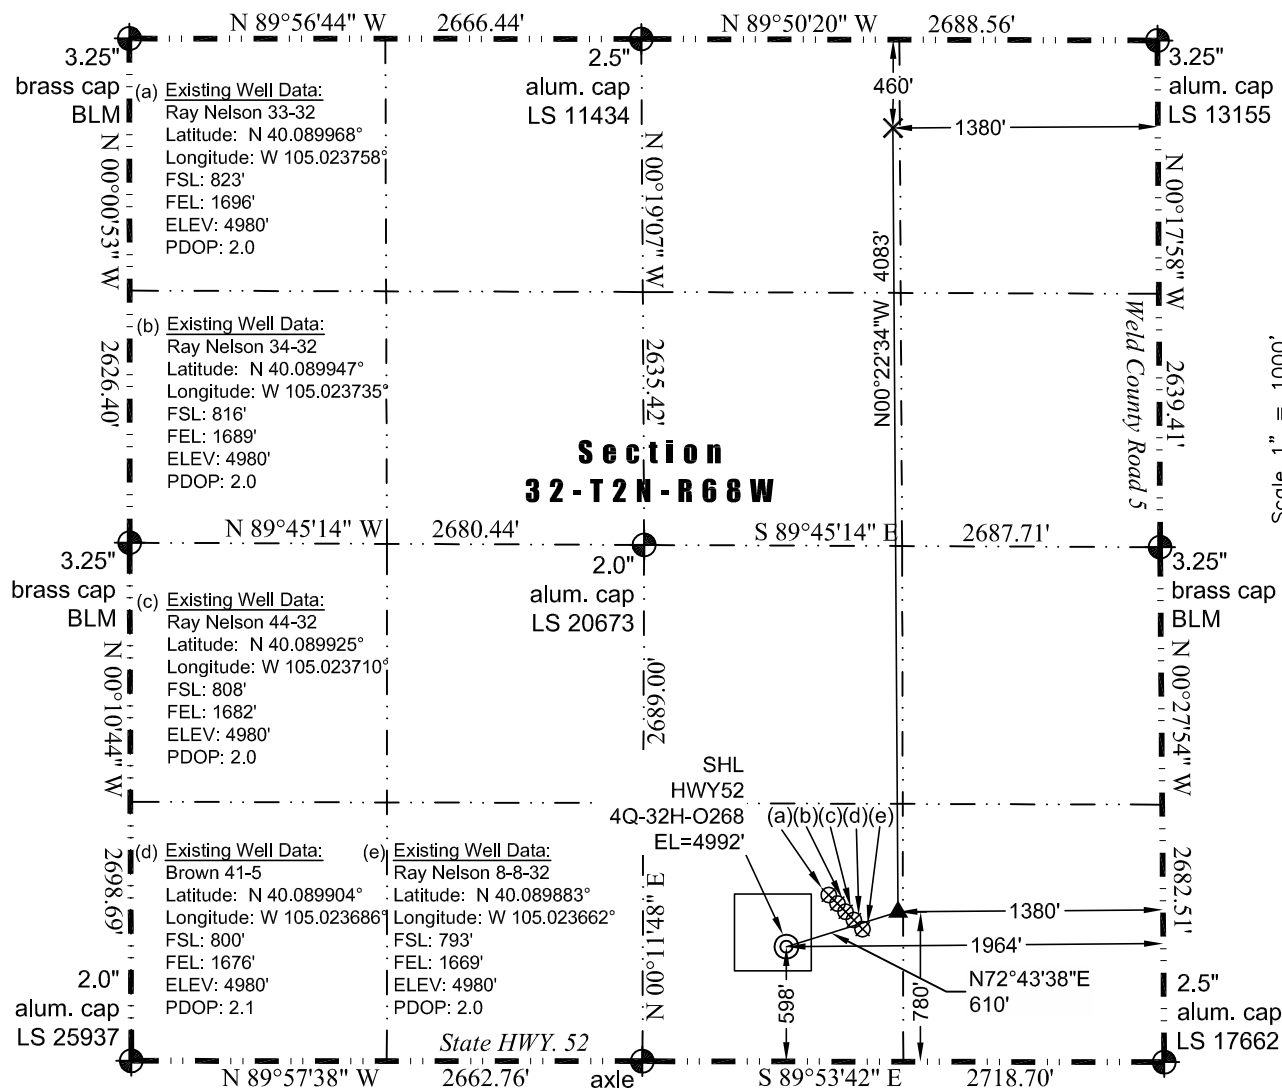 N 89°56'44" W 2666.44' N 89°50'20" W 2688.56'
3.25"
brass cap
BLM
2.5"
alum. cap
LS 11434
3.25"
alum. cap
LS 13155
460'
1380'
(a) Existing Well Data:
Ray Nelson 33-32
Latitude: N 40.089968°
Longitude: W 105.023758°
FSL: 823'
FEL: 1696'
ELEV: 4980'
PDOP: 2.0
N 00°00'53" W 2626.40'
N 00°19'07" W 2635.42'
N00°22'34"W 4083'
N 00°17'58" W 2639.41'
Weld County Road 5
Scale 1" = 1000'
(b) Existing Well Data:
Ray Nelson 34-32
Latitude: N 40.089947°
Longitude: W 105.023735°
FSL: 816'
FEL: 1689'
ELEV: 4980'
PDOP: 2.0
Section
32-T2N-R68W
N 89°45'14" W 2680.44' S 89°45'14" E 2687.71'
3.25"
brass cap
BLM
2.0"
alum. cap
LS 20673
3.25"
brass cap
BLM
(c) Existing Well Data:
Ray Nelson 44-32
Latitude: N 40.089925°
Longitude: W 105.023710°
FSL: 808'
FEL: 1682'
ELEV: 4980'
PDOP: 2.0
N 00°10'44" W 2698.69'
N 00°11'48" E 2689.00'
N 00°27'54" W 2682.51'
SHL
HWY52
4Q-32H-O268
EL=4992'
(a)(b)(c)(d)(e)
(d) Existing Well Data:
Brown 41-5
Latitude: N 40.089904°
Longitude: W 105.023686°
FSL: 800'
FEL: 1676'
ELEV: 4980'
PDOP: 2.1
(e) Existing Well Data:
Ray Nelson 8-8-32
Latitude: N 40.089883°
Longitude: W 105.023662°
FSL: 793'
FEL: 1669'
ELEV: 4980'
PDOP: 2.0
1380'
1964'
N72°43'38"E
610'
598'
780'
2.0"
alum. cap
LS 25937
2.5"
alum. cap
LS 17662
State HWY. 52
N 89°57'38" W 2662.76' axle S 89°53'42" E 2718.70'